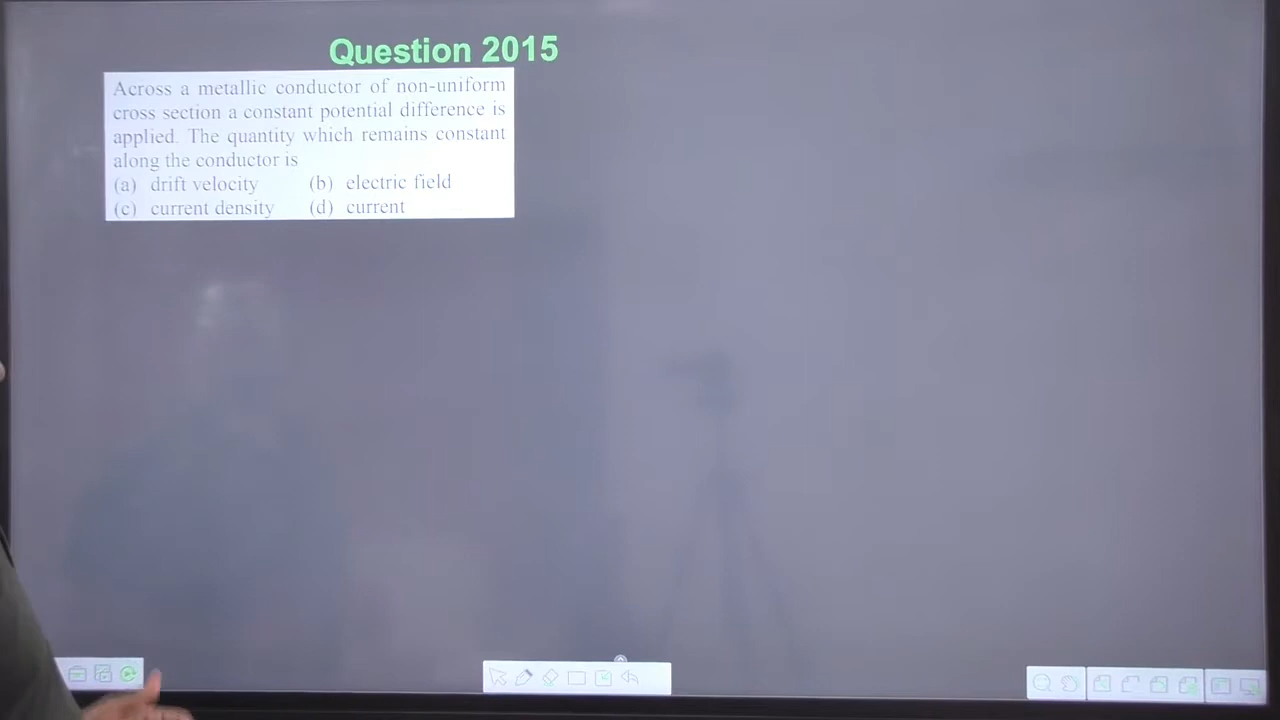 Question 2015
Across a metallic conductor of non-uniform
cross section a constant potential difference is
applied. The quantity which remains constant
along the conductor is
(a) drift velocity (b) electric field
(c) current density (d) current